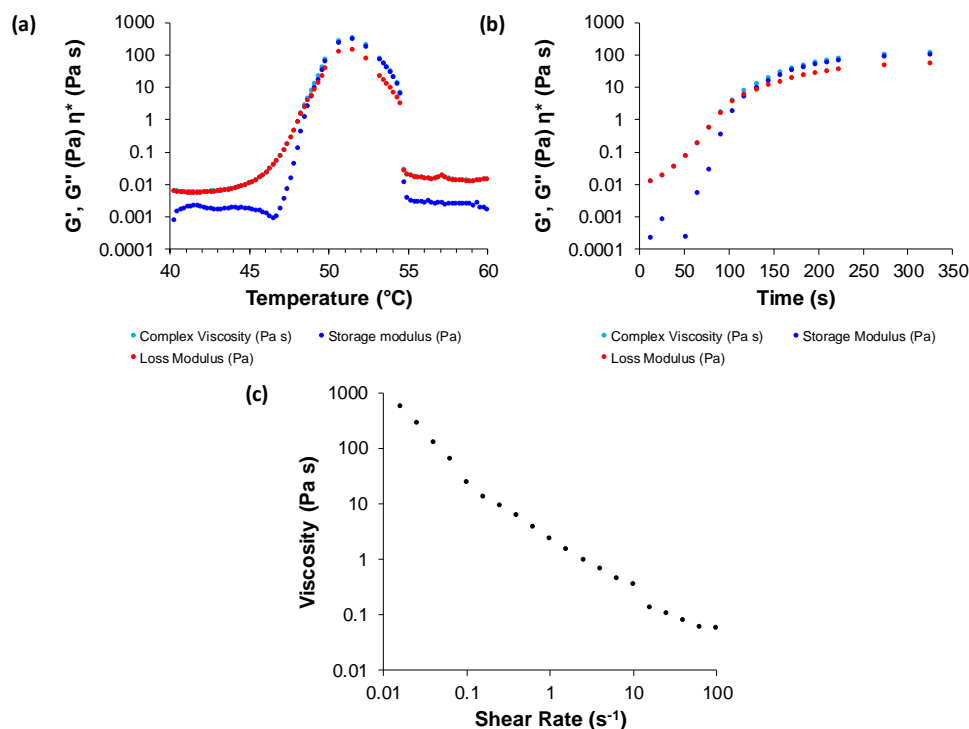 (a)
G', G'' (Pa) η* (Pa s)
1000
100
10
1
0.1
0.01
0.001
0.0001
40 45 50 55 60
Temperature (°C)
Complex Viscosity (Pa s) Storage modulus (Pa)
Loss Modulus (Pa)
(b)
G', G'' (Pa) η* (Pa s)
1000
100
10
1
0.1
0.01
0.001
0.0001
0 50 100 150 200 250 300 350
Time (s)
Complex Viscosity (Pa s) Storage modulus (Pa)
Loss Modulus (Pa)
(c)
Viscosity (Pa s)
1000
100
10
1
0.1
0.01
0.01 0.1 1 10 100
Shear Rate (s⁻¹)